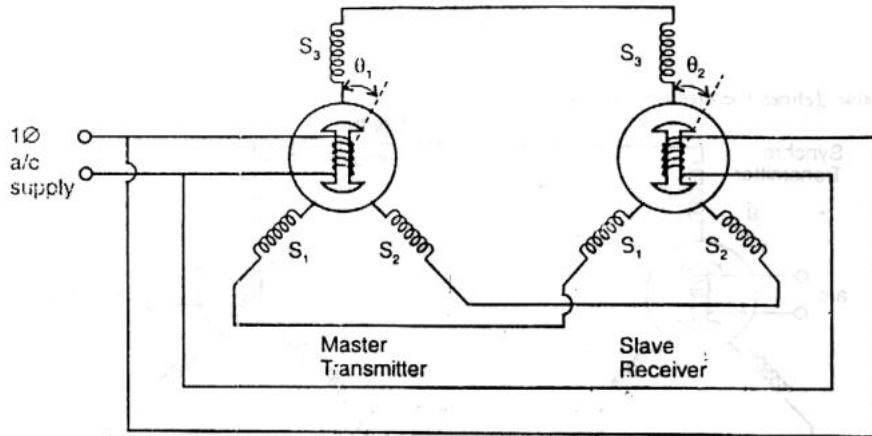 S₃
θ₁
S₃
θ₂
1Ø
a/c
supply
S₁
S₂
S₁
S₂
Master
Transmitter
Slave
Receiver